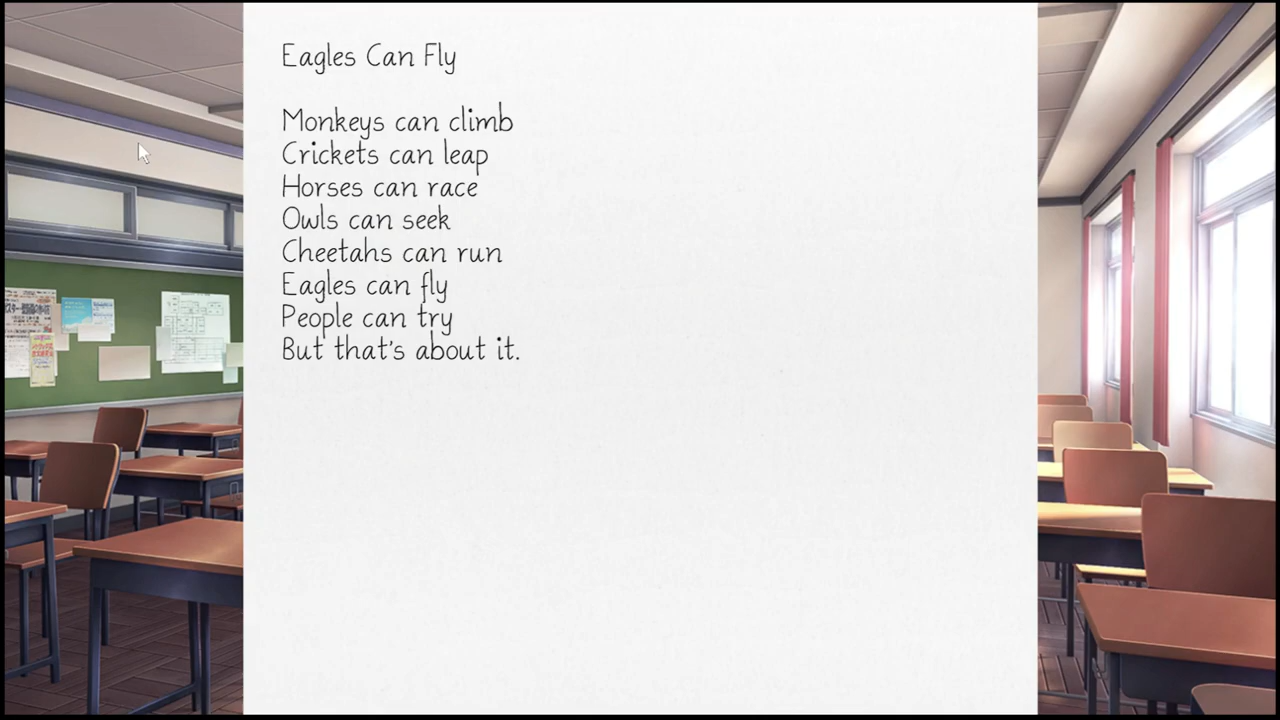 Eagles Can Fly
Monkeys can climb
Crickets can leap
Horses can race
Owls can seek
Cheetahs can run
Eagles can fly
People can try
But that's about it.